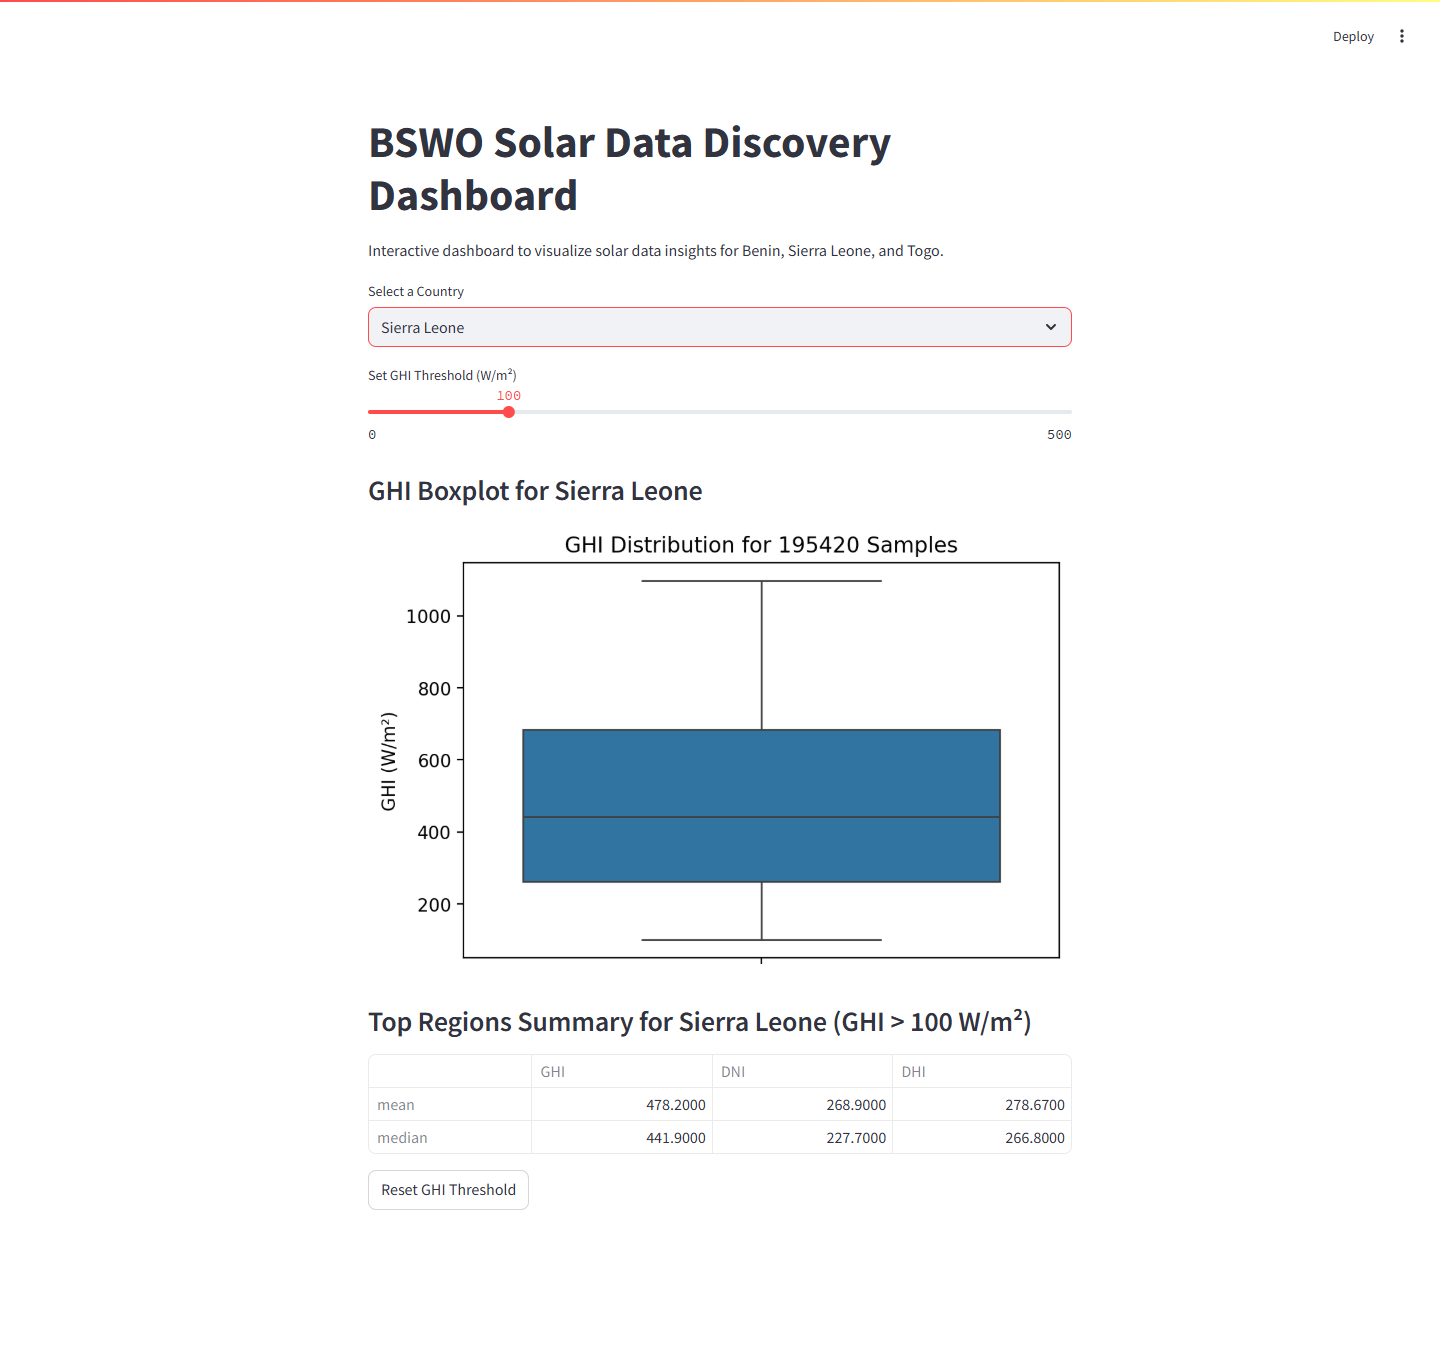 Deploy
BSWO Solar Data Discovery
Dashboard
Interactive dashboard to visualize solar data insights for Benin, Sierra Leone, and Togo.
Select a Country
Sierra Leone
Set GHI Threshold (W/m²)
100
0 500
GHI Boxplot for Sierra Leone
GHI Distribution for 195420 Samples
GHI (W/m²)
1000
800
600
400
200
Top Regions Summary for Sierra Leone (GHI > 100 W/m²)
GHI DNI DHI
mean 478.2000 268.9000 278.6700
median 441.9000 227.7000 266.8000
Reset GHI Threshold